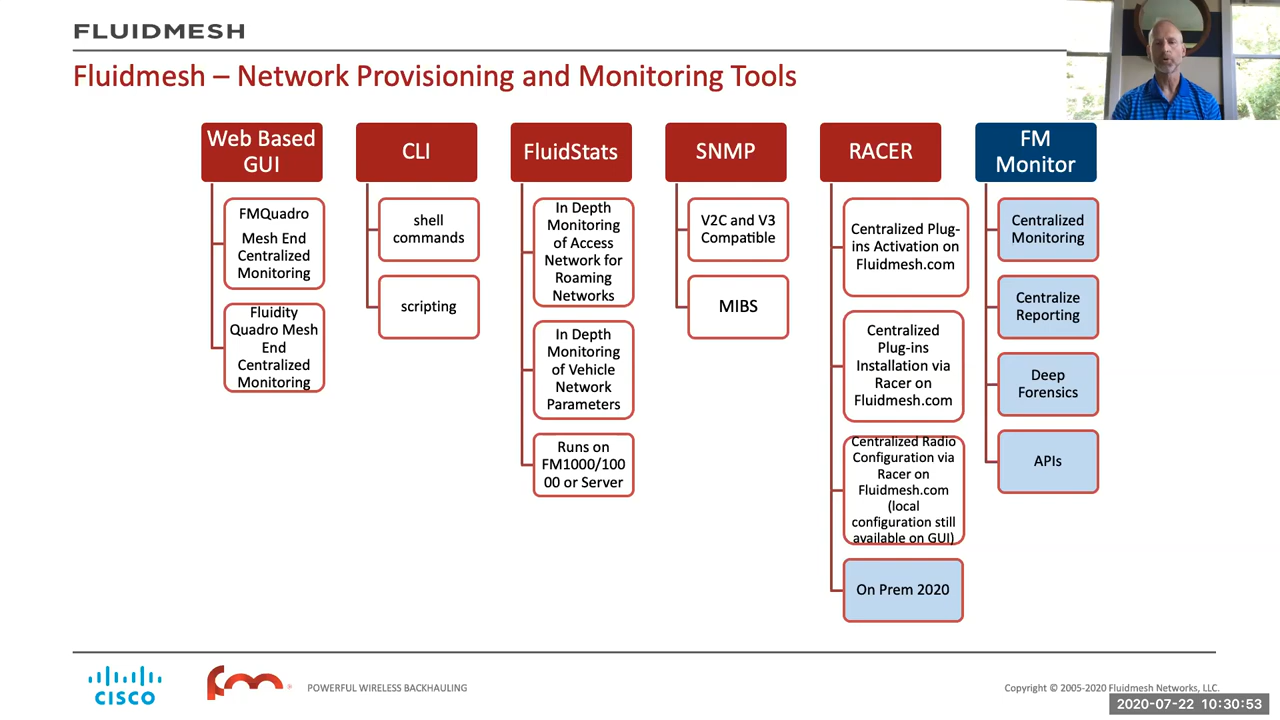 FLUIDMESH
Fluidmesh – Network Provisioning and Monitoring Tools
Web Based
GUI
FMQuadro
Mesh End
Centralized
Monitoring
Fluidity
Quadro Mesh
End
Centralized
Monitoring
CLI
shell
commands
scripting
FluidStats
In Depth
Monitoring
of Access
Network for
Roaming
Networks
In Depth
Monitoring
of Vehicle
Network
Parameters
Runs on
FM1000/100
00 or Server
SNMP
V2C and V3
Compatible
MIBS
RACER
Centralized Plug-
ins Activation on
Fluidmesh.com
Centralized
Plug-ins
Installation via
Racer on
Fluidmesh.com
Centralized Radio
Configuration via
Racer on
Fluidmesh.com
(local
configuration still
available on GUI)
On Prem 2020
FM
Monitor
Centralized
Monitoring
Centralize
Reporting
Deep
Forensics
APIs
CISCO
fm
POWERFUL WIRELESS BACKHAULING
Copyright © 2005-2020 Fluidmesh Networks, LLC.
2020-07-22 10:30:53